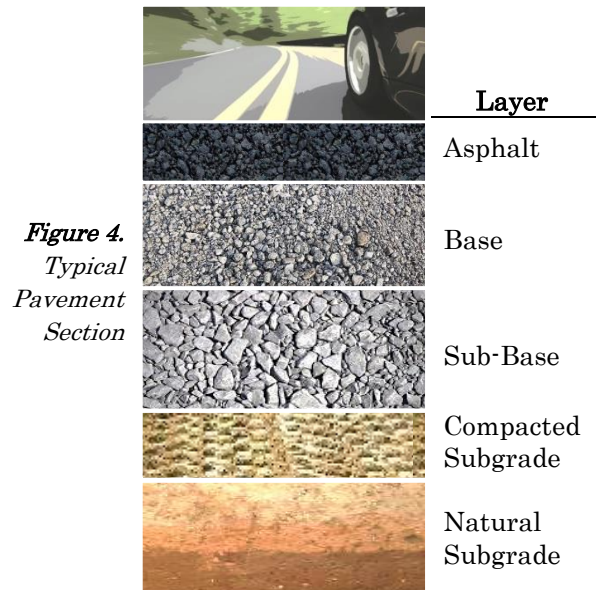 Layer
Asphalt
Figure 4.
Typical
Pavement
Section
Base
Sub-Base
Compacted
Subgrade
Natural
Subgrade